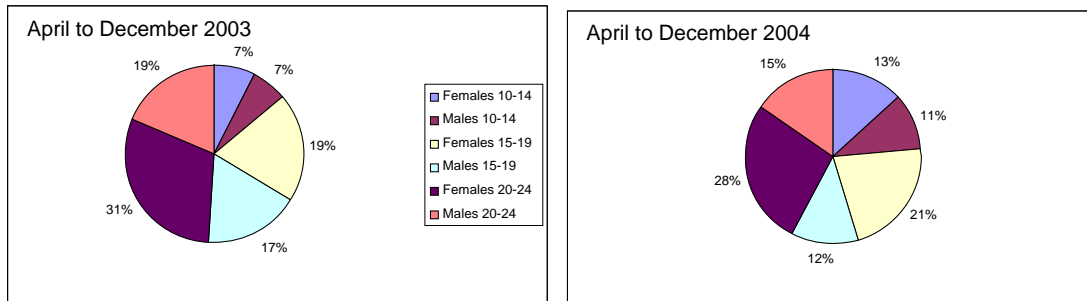 April to December 2003
7%
7%
19%
17%
31%
19%
Females 10-14
Males 10-14
Females 15-19
Males 15-19
Females 20-24
Males 20-24
April to December 2004
13%
11%
21%
12%
28%
15%